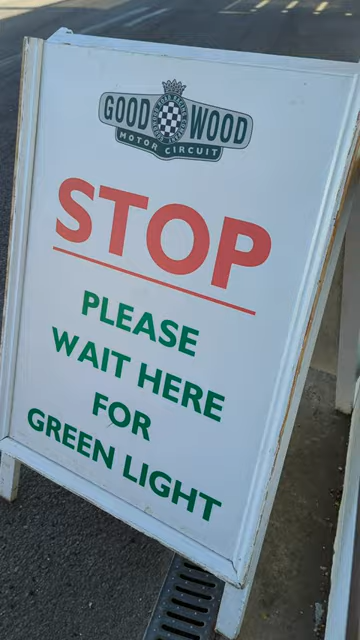 GOOD WOOD
MOTOR CIRCUIT
STOP
PLEASE
WAIT HERE
FOR
GREEN LIGHT